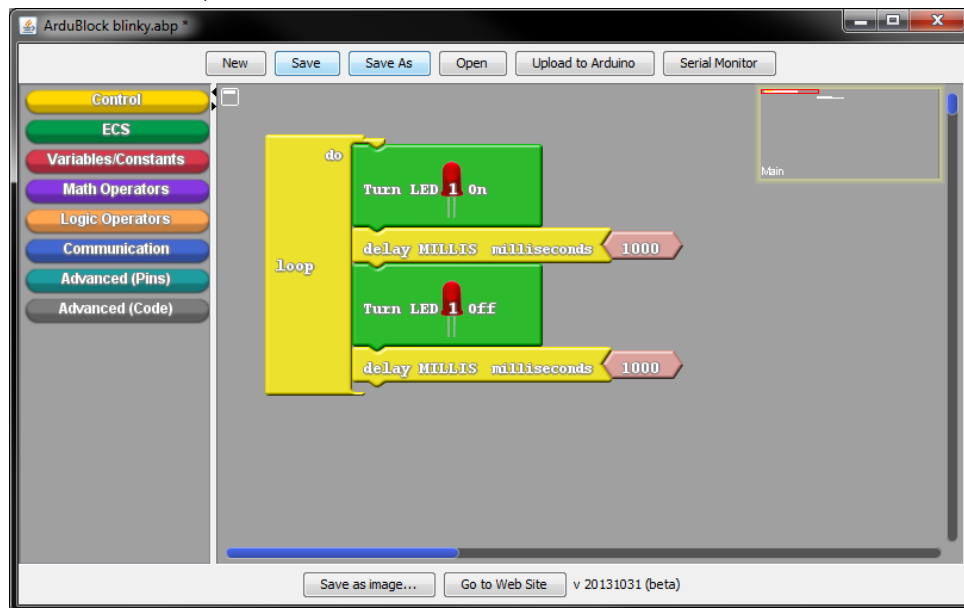 ArduBlock blinky.abp *
New Save Save As Open Upload to Arduino Serial Monitor
Control
ECS
Variables/Constants
Math Operators
Logic Operators
Communication
Advanced (Pins)
Advanced (Code)
Main
do
Turn LED 1 On
delay MILLIS milliseconds 1000
loop
Turn LED 1 Off
delay MILLIS milliseconds 1000
Save as image... Go to Web Site v 20131031 (beta)